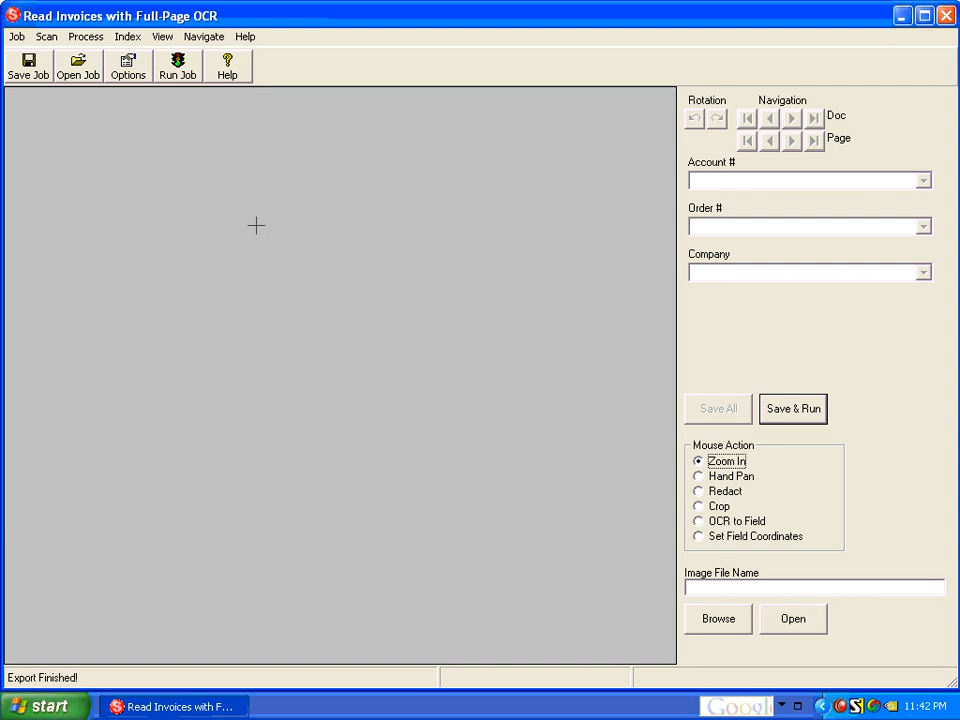 Read Invoices with Full-Page OCR
Job Scan Process Index View Navigate Help
Save Job Open Job Options Run Job Help
Rotation Navigation
Doc
Page
Account #
Order #
Company
Save All Save & Run
Mouse Action
Zoom In
Hand Pan
Redact
Crop
OCR to Field
Set Field Coordinates
Image File Name
Browse Open
Export Finished!
start Read Invoices with F... Google 11:42 PM